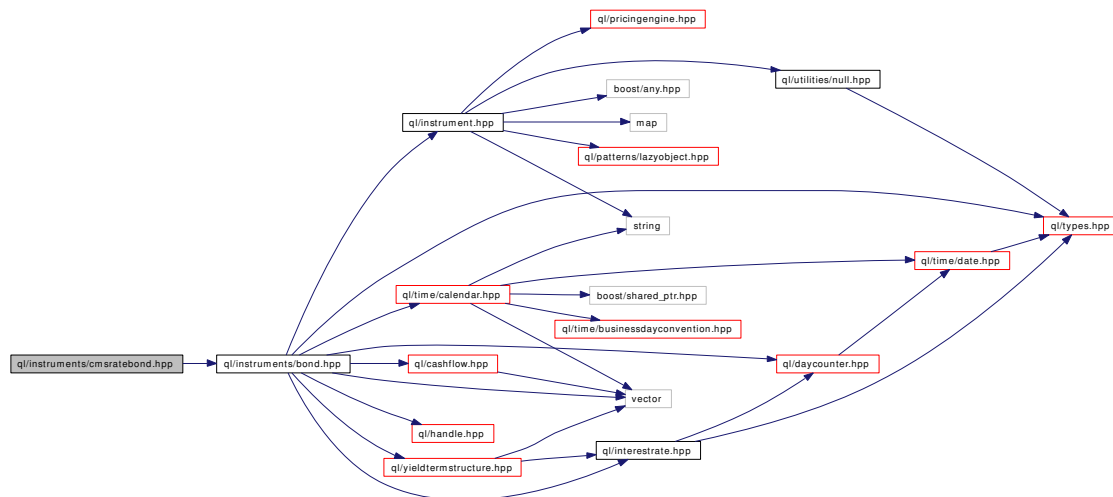 ql/pricingengine.hpp
ql/utilities/null.hpp
boost/any.hpp
ql/instrument.hpp
map
ql/patterns/lazyobject.hpp
string
ql/types.hpp
ql/time/date.hpp
ql/time/calendar.hpp
boost/shared_ptr.hpp
ql/time/businessdayconvention.hpp
ql/instruments/cmsratebond.hpp
ql/instruments/bond.hpp
ql/cashflow.hpp
ql/daycounter.hpp
vector
ql/handle.hpp
ql/interestrate.hpp
ql/yieldtermstructure.hpp